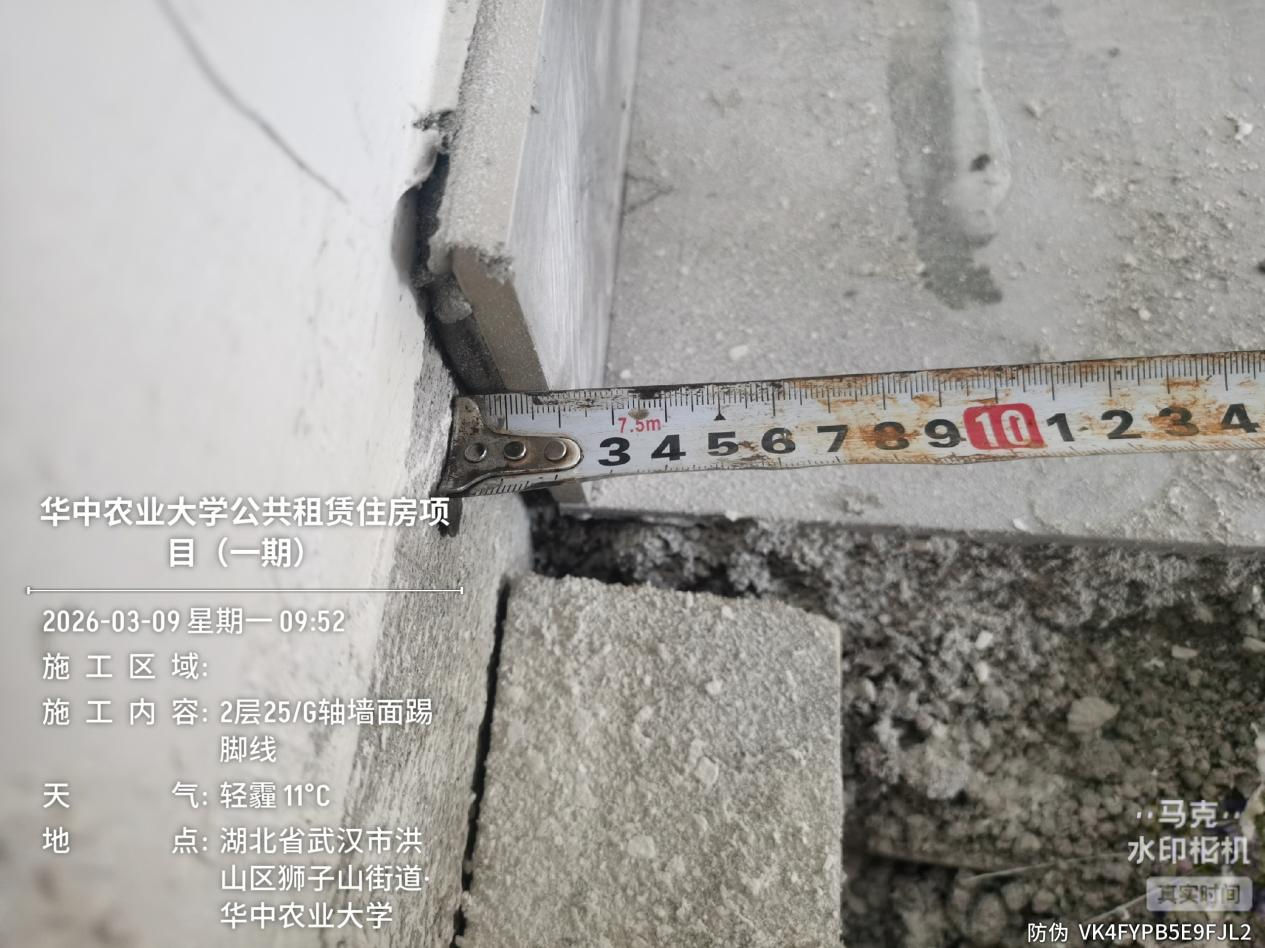 7.5m
3 4 5 6 7 8 9 10 1 2 3 4
华中农业大学公共租赁住房项
目（一期）
2026-03-09 星期一 09:52
施工区域:
施工内容: 2层25/G轴墙面踢
脚线
天气: 轻霾 11°C
地点: 湖北省武汉市洪
山区狮子山街道·
华中农业大学
马克
水印相机
真实时间
防伪 VK4FYPB5E9FJL2